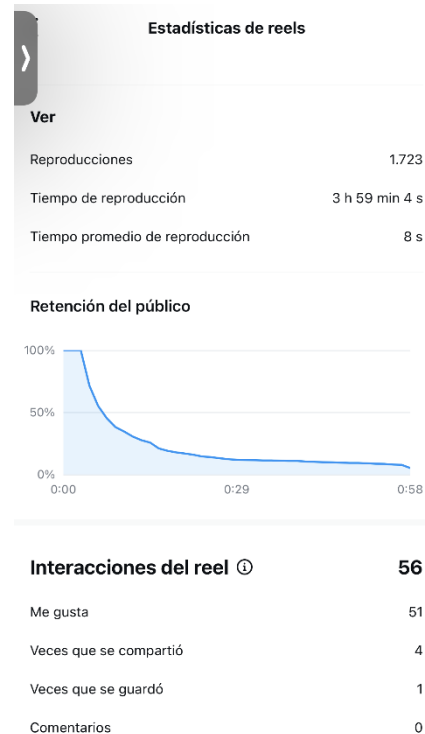 Estadísticas de reels
Ver
Reproducciones 1.723
Tiempo de reproducción 3 h 59 min 4 s
Tiempo promedio de reproducción 8 s
Retención del público
100%
50%
0%
0:00 0:29 0:58
Interacciones del reel 56
Me gusta 51
Veces que se compartió 4
Veces que se guardó 1
Comentarios 0